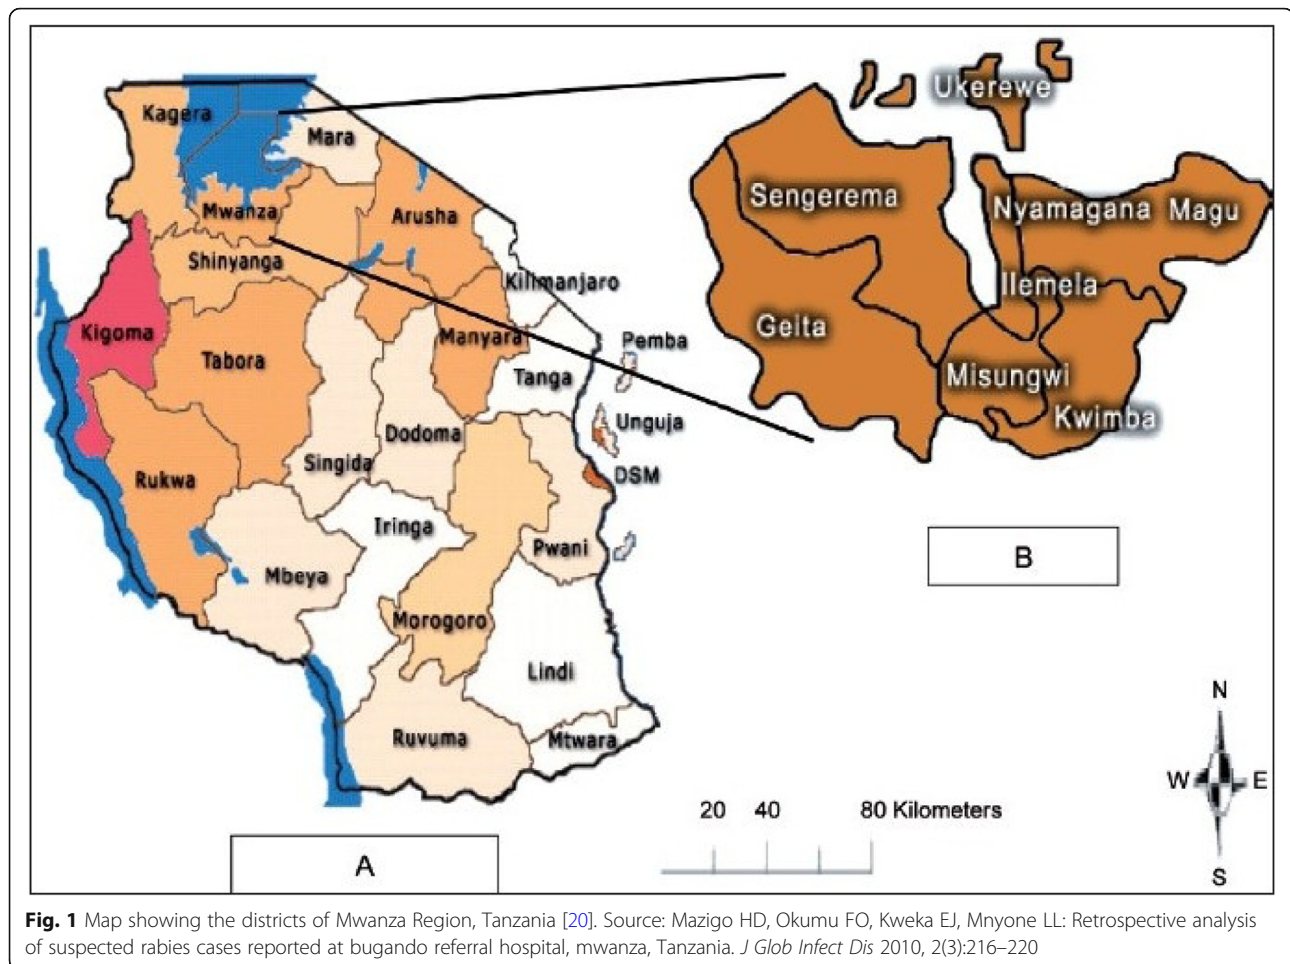 Kagera
Mara
Mwanza
Arusha
Shinyanga
Kilimanjaro
Kigoma
Tabora
Manyara
Pemba
Tanga
Unguja
Dodoma
Singida
DSM
Rukwa
Iringa
Pwani
Mbeya
Morogoro
Lindi
Ruvuma
Mtwara
A
Ukerewe
Sengerema
Nyamagana Magu
Ilemela
Geita
Misungwi
Kwimba
B
N
W E
S
20 40 80 Kilometers
Fig. 1 Map showing the districts of Mwanza Region, Tanzania [20]. Source: Mazigo HD, Okumu FO, Kweka EJ, Mnyone LL: Retrospective analysis
of suspected rabies cases reported at bugando referral hospital, mwanza, Tanzania. J Glob Infect Dis 2010, 2(3):216–220